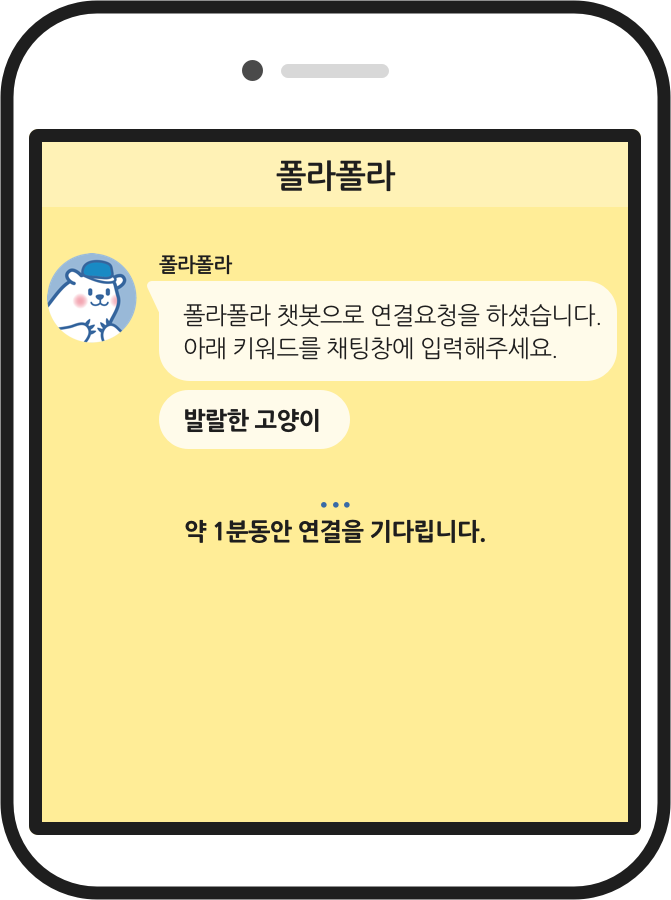 폴라폴라
폴라폴라
폴라폴라 챗봇으로 연결요청을 하셨습니다.
아래 키워드를 채팅창에 입력해주세요.
발랄한 고양이
약 1분동안 연결을 기다립니다.